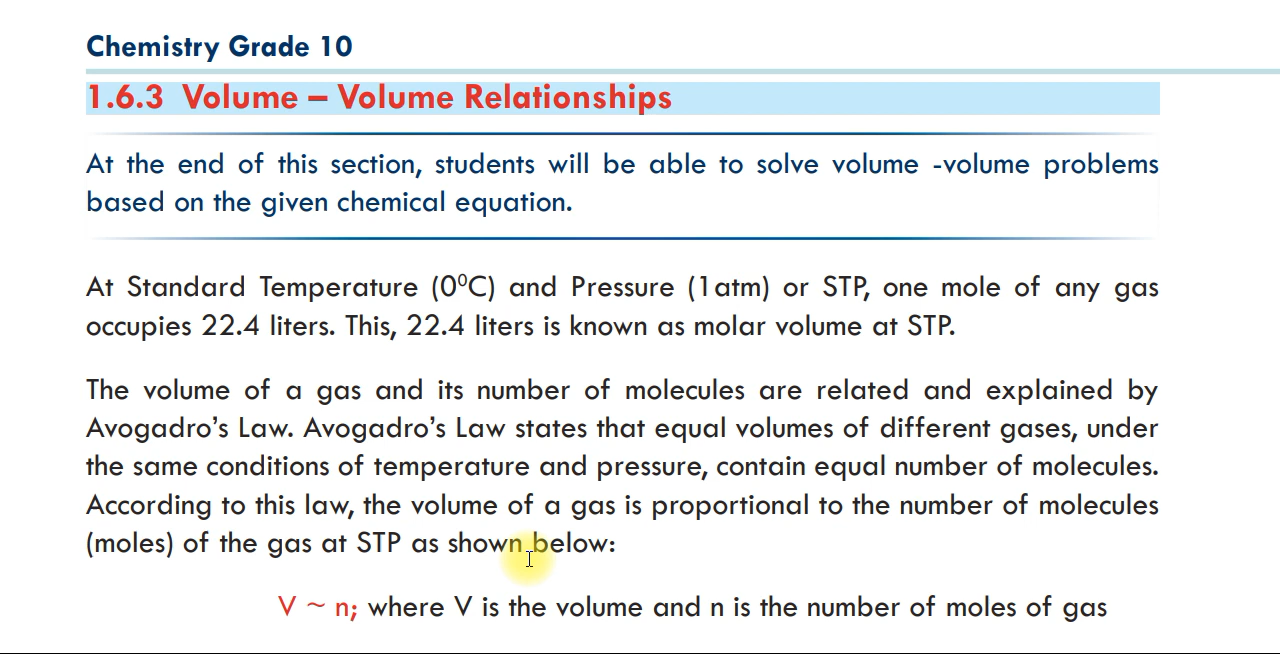 Chemistry Grade 10
1.6.3 Volume – Volume Relationships
At the end of this section, students will be able to solve volume -volume problems
based on the given chemical equation.
At Standard Temperature (0⁰C) and Pressure (1atm) or STP, one mole of any gas
occupies 22.4 liters. This, 22.4 liters is known as molar volume at STP.
The volume of a gas and its number of molecules are related and explained by
Avogadro’s Law. Avogadro’s Law states that equal volumes of different gases, under
the same conditions of temperature and pressure, contain equal number of molecules.
According to this law, the volume of a gas is proportional to the number of molecules
(moles) of the gas at STP as shown below:
V ~ n; where V is the volume and n is the number of moles of gas